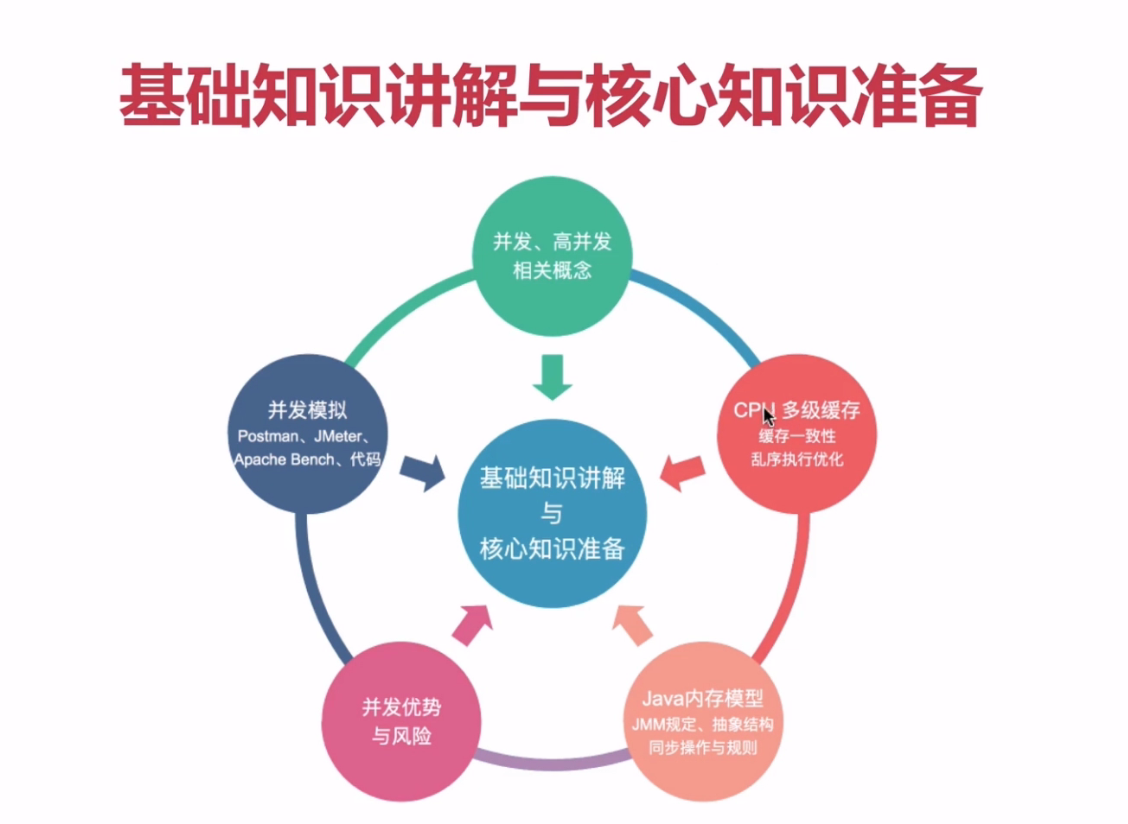 基础知识讲解与核心知识准备
并发、高并发
相关概念
CPU 多级缓存
缓存一致性
乱序执行优化
Java内存模型
JMM规定、抽象结构
同步操作与规则
并发优势
与风险
并发模拟
Postman、JMeter、
Apache Bench、代码
基础知识讲解
与
核心知识准备